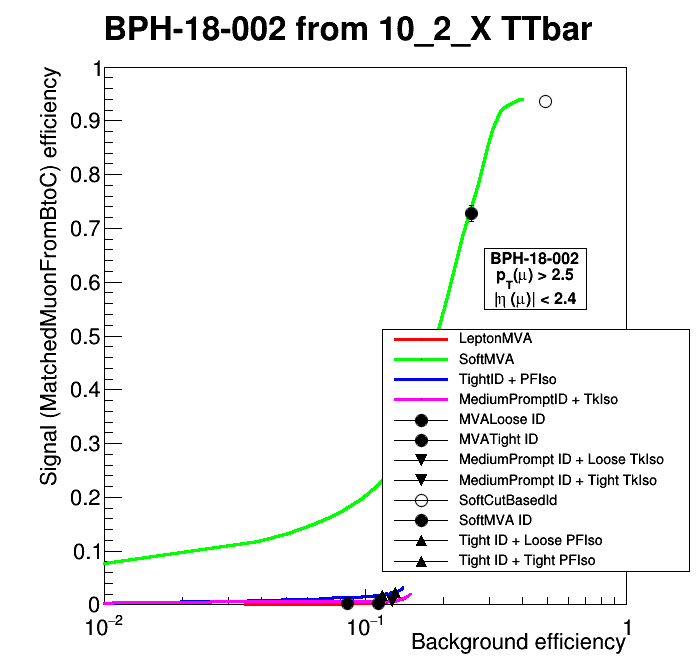 BPH-18-002 from 10_2_X TTbar
Signal (MatchedMuonFromBtoC) efficiency
1
0.9
0.8
0.7
0.6
0.5
0.4
0.3
0.2
0.1
0
BPH-18-002
pT(μ) > 2.5
|η (μ)| < 2.4
LeptonMVA
SoftMVA
TightID + PFIso
MediumPromptID + TkIso
MVALoose ID
MVATight ID
MediumPrompt ID + Loose TkIso
MediumPrompt ID + Tight TkIso
SoftCutBasedId
SoftMVA ID
Tight ID + Loose PFIso
Tight ID + Tight PFIso
10−2 10−1 1
Background efficiency